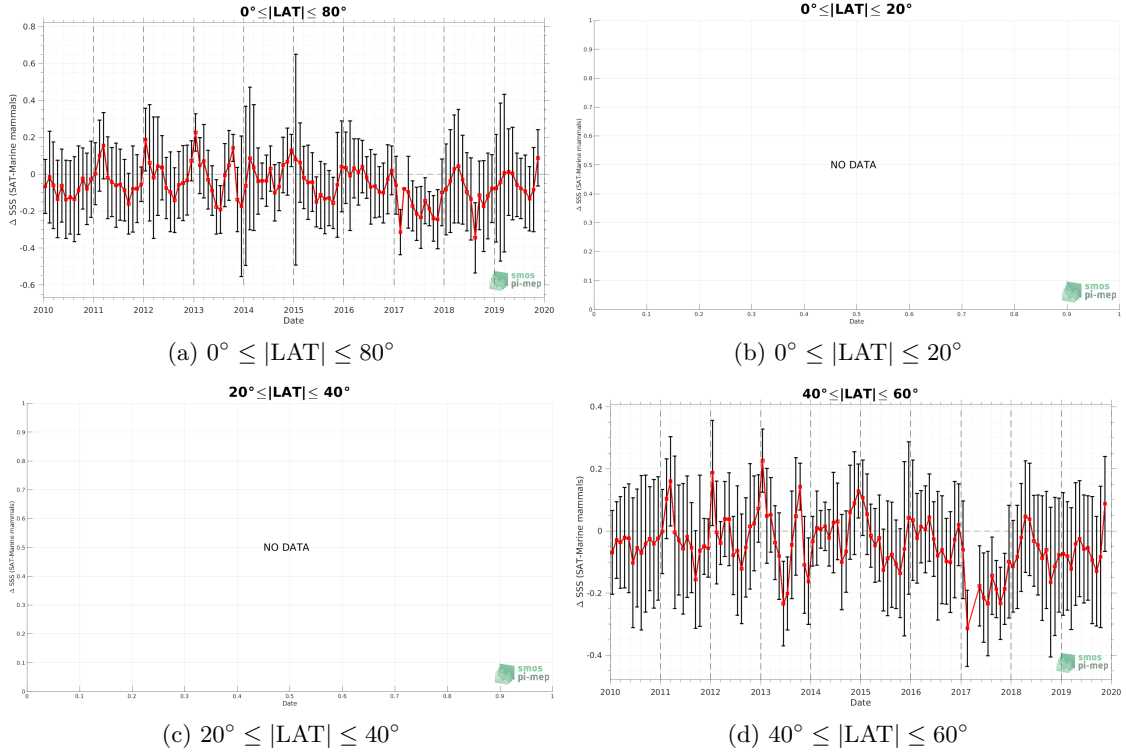 0°≤|LAT|≤ 80°
0.8
0.6
0.4
0.2
0
-0.2
-0.4
-0.6
Δ SSS (SAT-Marine mammals)
2010 2011 2012 2013 2014 2015 2016 2017 2018 2019 2020
Date
smos
pi-mep
(a) 0° ≤ |LAT| ≤ 80°
0°≤|LAT|≤ 20°
1
0.9
0.8
0.7
0.6
0.5
0.4
0.3
0.2
0.1
0
Δ SSS (SAT-Marine mammals)
NO DATA
0 0.1 0.2 0.3 0.4 0.5 0.6 0.7 0.8 0.9 1
Date
smos
pi-mep
(b) 0° ≤ |LAT| ≤ 20°
20°≤|LAT|≤ 40°
1
0.9
0.8
0.7
0.6
0.5
0.4
0.3
0.2
0.1
0
Δ SSS (SAT-Marine mammals)
NO DATA
0 0.1 0.2 0.3 0.4 0.5 0.6 0.7 0.8 0.9 1
Date
smos
pi-mep
(c) 20° ≤ |LAT| ≤ 40°
40°≤|LAT|≤ 60°
0.4
0.2
0
-0.2
-0.4
Δ SSS (SAT-Marine mammals)
2010 2011 2012 2013 2014 2015 2016 2017 2018 2019 2020
Date
smos
pi-mep
(d) 40° ≤ |LAT| ≤ 60°